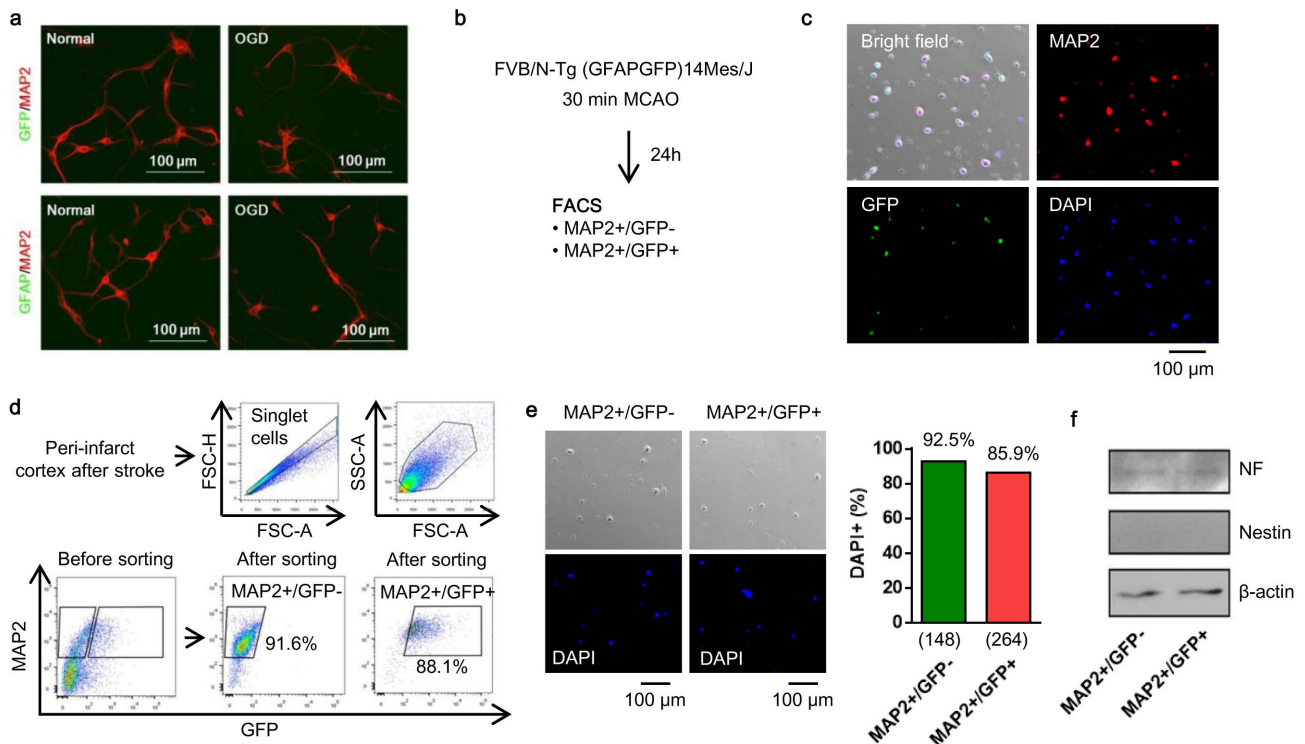 a
GFP/MAP2
Normal
100 µm
OGD
100 µm
GFAP/MAP2
Normal
100 µm
OGD
100 µm
b
FVB/N-Tg (GFAPGFP)14Mes/J
30 min MCAO
24h
FACS
• MAP2+/GFP-
• MAP2+/GFP+
c
Bright field
MAP2
GFP
DAPI
100 µm
d
Peri-infarct
cortex after stroke
FSC-H
Singlet
cells
FSC-A
SSC-A
FSC-A
Before sorting
After sorting
After sorting
MAP2
MAP2+/GFP-
91.6%
MAP2+/GFP+
88.1%
GFP
e
MAP2+/GFP-
MAP2+/GFP+
DAPI
100 µm
100 µm
DAPI+ (%)
100
80
60
40
20
0
92.5%
85.9%
(148)
(264)
MAP2+/GFP-
MAP2+/GFP+
f
NF
Nestin
β-actin
MAP2+/GFP-
MAP2+/GFP+